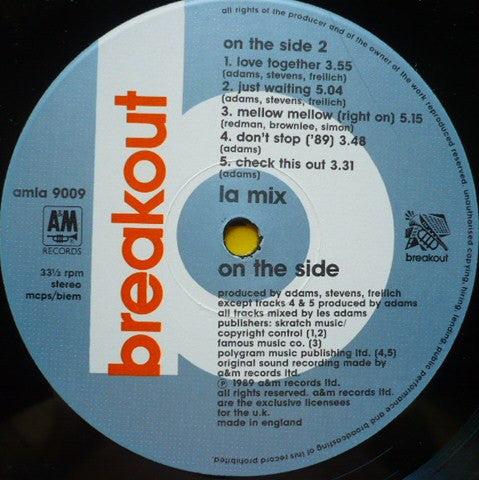 all rights of the producer and of the owner of the work reproduced reserved. unauthorised copying, hiring, lending, public performance and broadcasting of this record prohibited.
on the side 2
1. love together 3.55
(adams, stevens, freilich)
2. just waiting 5.04
(adams, stevens, freilich)
3. mellow mellow (right on) 5.15
(redman, brownlee, simon)
4. don't stop ('89) 3.48
(adams)
5. check this out 3.31
(adams)
la mix
amla 9009
A&M
RECORDS
33⅓ rpm
stereo
mcps/biem
breakout
b
breakout
on the side
produced by adams, stevens, freilich
except tracks 4 & 5 produced by adams
all tracks mixed by les adams
publishers: skratch music/
copyright control (1,2)
famous music co. (3)
polygram music publishing ltd. (4,5)
original sound recording made by
a&m records ltd.
℗ 1989 a&m records ltd.
all rights reserved. a&m records ltd.
are the exclusive licensees
for the u.k.
made in england